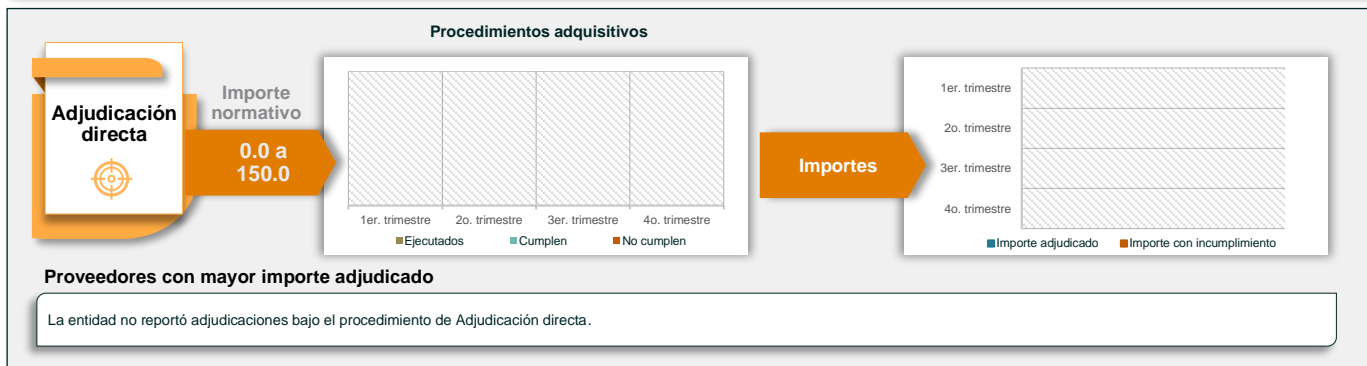 Procedimientos adquisitivos
Adjudicación
directa
Importe
normativo
0.0 a
150.0
1er. trimestre 2o. trimestre 3er. trimestre 4o. trimestre
Ejecutados Cumplen No cumplen
Importes
1er. trimestre
2o. trimestre
3er. trimestre
4o. trimestre
Importe adjudicado Importe con incumplimiento
Proveedores con mayor importe adjudicado
La entidad no reportó adjudicaciones bajo el procedimiento de Adjudicación directa.